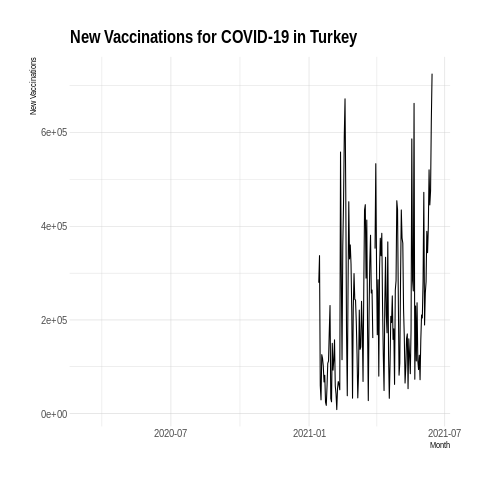 New Vaccinations for COVID-19 in Turkey
New Vaccinations
6e+05
4e+05
2e+05
0e+00
2020-07
2021-01
2021-07
Month